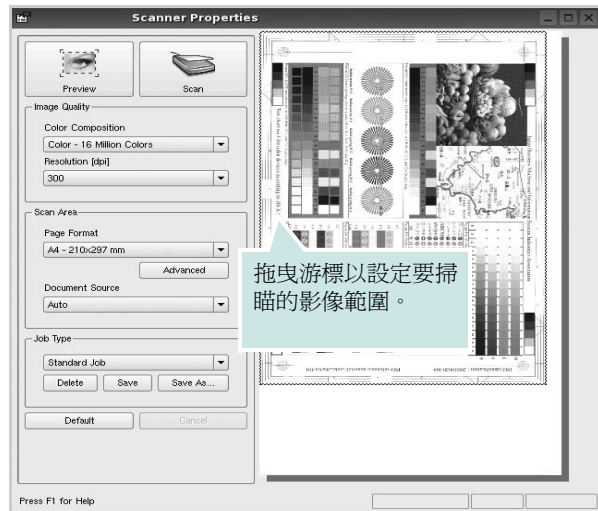 Scanner Properties
Preview
Scan
Image Quality
Color Composition
Color - 16 Million Colors
Resolution [dpi]
300
Scan Area
Page Format
A4 - 210x297 mm
Advanced
Document Source
Auto
Job Type
Standard Job
Delete
Save
Save As...
Default
Cancel
拖曳游標以設定要掃
瞄的影像範圍。
Press F1 for Help